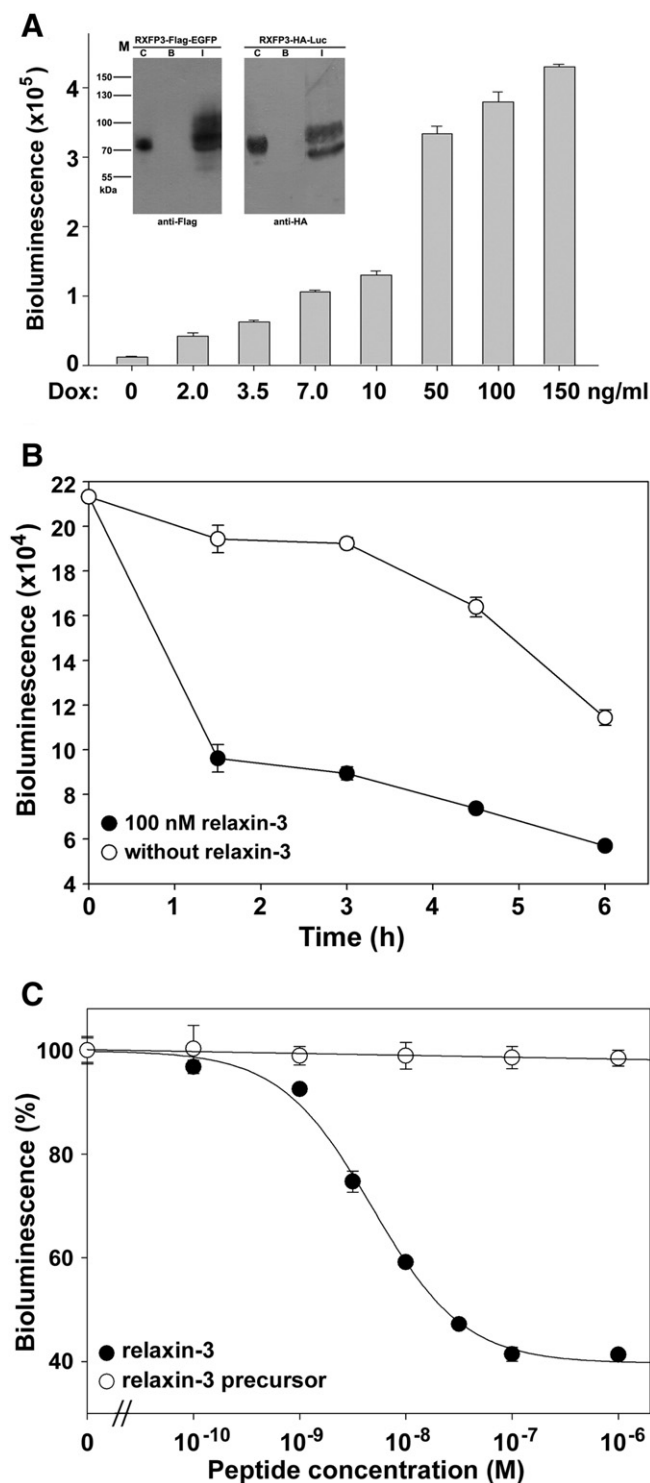 A
M
RXFP3-Flag-EGFP RXFP3-HA-Luc
C B I C B I
150
130
100
70
55
kDa
anti-Flag anti-HA
Bioluminescence (x10⁵)
4
3
2
1
0
Dox: 0 2.0 3.5 7.0 10 50 100 150 ng/ml
B
Bioluminescence (x10⁴)
22
20
18
16
14
12
10
8
6
4
100 nM relaxin-3
without relaxin-3
0 1 2 3 4 5 6
Time (h)
C
Bioluminescence (%)
100
80
60
40
relaxin-3
relaxin-3 precursor
0 10⁻¹⁰ 10⁻⁹ 10⁻⁸ 10⁻⁷ 10⁻⁶
Peptide concentration (M)